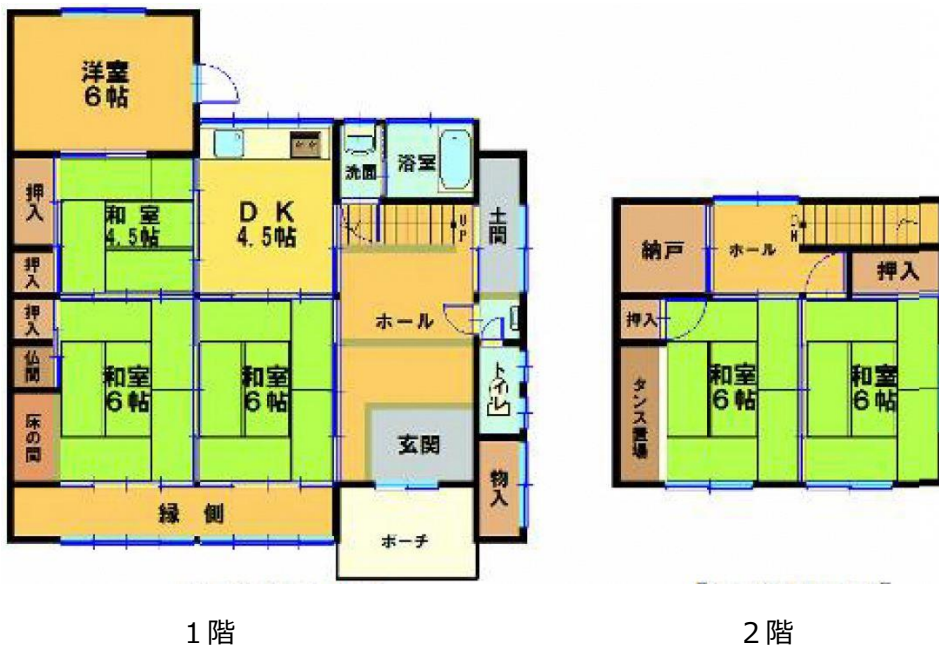 洋室
6帖
押入
和室
4.5帖
押入
DK
4.5帖
洗面
浴室
UP
土間
押入
仏間
床の間
和室
6帖
和室
6帖
ホール
トイレ
玄関
物入
縁側
ポーチ
納戸
ホール
DN
押入
押入
タンス置場
和室
6帖
和室
6帖
1階
2階